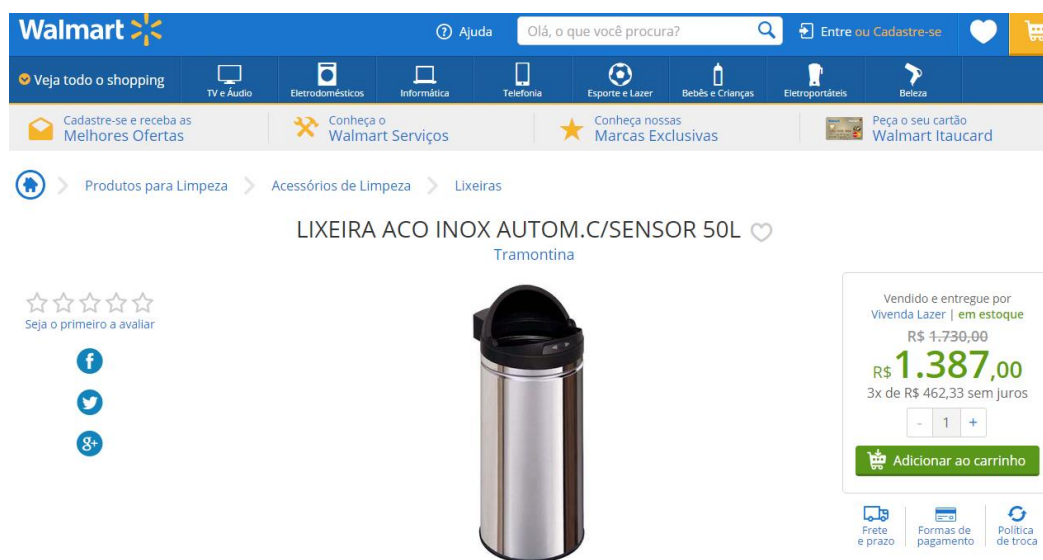 Walmart
Ajuda
Olá, o que você procura?
Entre ou Cadastre-se
Veja todo o shopping
TV e Áudio
Eletrodomésticos
Informática
Telefonia
Esporte e Lazer
Bebês e Crianças
Eletroportáteis
Beleza
Cadastre-se e receba as
Melhores Ofertas
Conheça o
Walmart Serviços
Conheça nossas
Marcas Exclusivas
Peça o seu cartão
Walmart Itaucard
Produtos para Limpeza
Acessórios de Limpeza
Lixeiras
LIXEIRA ACO INOX AUTOM.C/SENSOR 50L
Tramontina
Seja o primeiro a avaliar
f
g+
Vendido e entregue por
Vivenda Lazer | em estoque
R$ 1.730,00
R$ 1.387,00
3x de R$ 462,33 sem juros
- 1 +
Adicionar ao carrinho
Frete
e prazo
Formas de
pagamento
Política
de troca